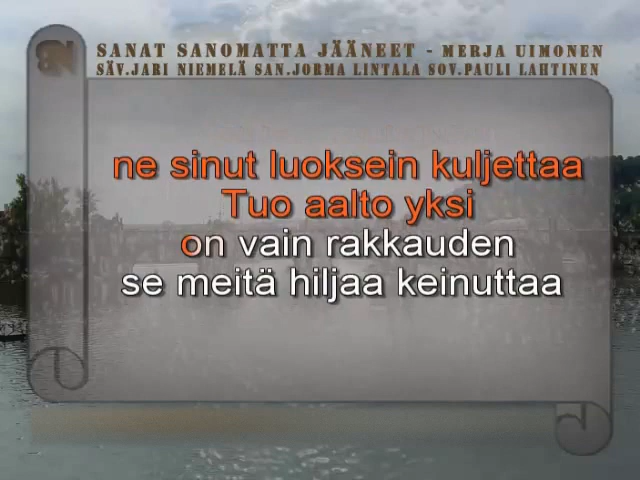 SANAT SANOMATTA JÄÄNEET - MERJA UIMONEN
SÄV.JARI NIEMELÄ SAN.JORMA LINTALA SOV.PAULI LAHTINEN
ne sinut luoksein kuljettaa
Tuo aalto yksi
on vain rakkauden
se meitä hiljaa keinuttaa